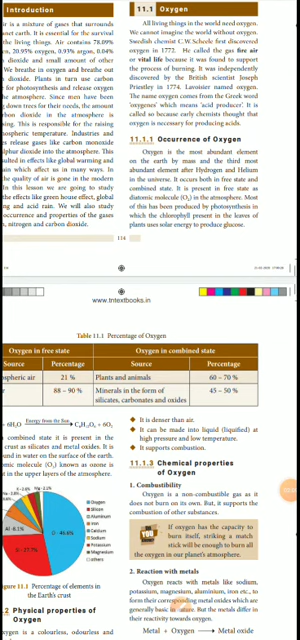 Introduction
ir is a mixture of gases that surrounds
anet earth. It is essential for the survival
the living things. Air contains 78.09%
en, 20.95% oxygen, 0.93% argon, 0.04%
dioxide and small amount of other
We breathe in oxygen and breathe out
dioxide. Plants in turn use carbon
for photosynthesis and release oxygen
he atmosphere. Since men have been
g down trees for their needs, the amount
rbon dioxide in the atmosphere is
sing. This is responsible for the raising
nospheric temperature. Industries and
s release gases like carbon monoxide
lphur dioxide into the atmosphere. This
sulted in effects like global warming and
ain which affect us in many ways. In
he quality of air is gone in the modern
In this lesson we are going to study
the effects like green house effect, global
ng and acid rain. We will also study
occurrence and properties of the gases
n, nitrogen and carbon dioxide.
11.1 Oxygen
All living things in the world need oxygen.
We cannot imagine the world without oxygen.
Swedish chemist C.W. Scheele first discovered
oxygen in 1772. He called the gas fire air
or vital life because it was found to support
the process of burning. It was independently
discovered by the British scientist Joseph
Priestley in 1774. Lavoisier named oxygen.
The name oxygen comes from the Greek word
'oxygenes' which means 'acid producer'. It is
called so because early chemists thought that
oxygen is necessary for producing acids.
11.1.1 Occurrence of Oxygen
Oxygen is the most abundant element
on the earth by mass and the third most
abundant element after Hydrogen and Helium
in the universe. It occurs both in free state and
combined state. It is present in free state as
diatomic molecule (O₂) in the atmosphere. Most
of this has been produced by photosynthesis in
which the chlorophyll present in the leaves of
plants uses solar energy to produce glucose.
114
www.tntextbooks.in
Table 11.1 Percentage of Oxygen
Oxygen in free state Oxygen in combined state
Source Percentage Source Percentage
ospheric air 21 % Plants and animals 60 – 70 %
r 88 – 90 % Minerals in the form of
silicates, carbonates and oxides 45 – 50 %
+ 6H₂O Energy from the Sun C₆H₁₂O₆ + 6O₂
combined state it is present in the
crust as silicates and metal oxides. It is
und in the water on the surface of the earth.
omic molecule (O₃) known as ozone is
t in the upper layers of the atmosphere.
Mg -2.1%
Al -8.1%
O - 46.6%
Si - 27.7%
Oxygen
Silicon
Aluminium
Iron
Calcium
Sodium
Potassium
Magnesium
Others
igure 11.1 Percentage of elements in
the Earth's crust
.2 Physical properties of
Oxygen
xygen is a colourless, odourless and
It is denser than air.
It can be made into liquid (liquified) at
high pressure and low temperature.
It supports combustion.
11.1.3 Chemical properties
of Oxygen
1. Combustibility
Oxygen is a non-combustible gas as it
does not burn on its own. But, it supports the
combustion of other substances.
YOU
If oxygen has the capacity to
burn itself, striking a match
stick will be enough to burn all
the oxygen in our planet's atmosphere.
2. Reaction with metals
Oxygen reacts with metals like sodium,
potassium, magnesium, aluminium, iron etc., to
form their corresponding metal oxides which are
generally basic in nature. But the metals differ in
their reactivity towards oxygen.
Metal + Oxygen ⟶ Metal oxide